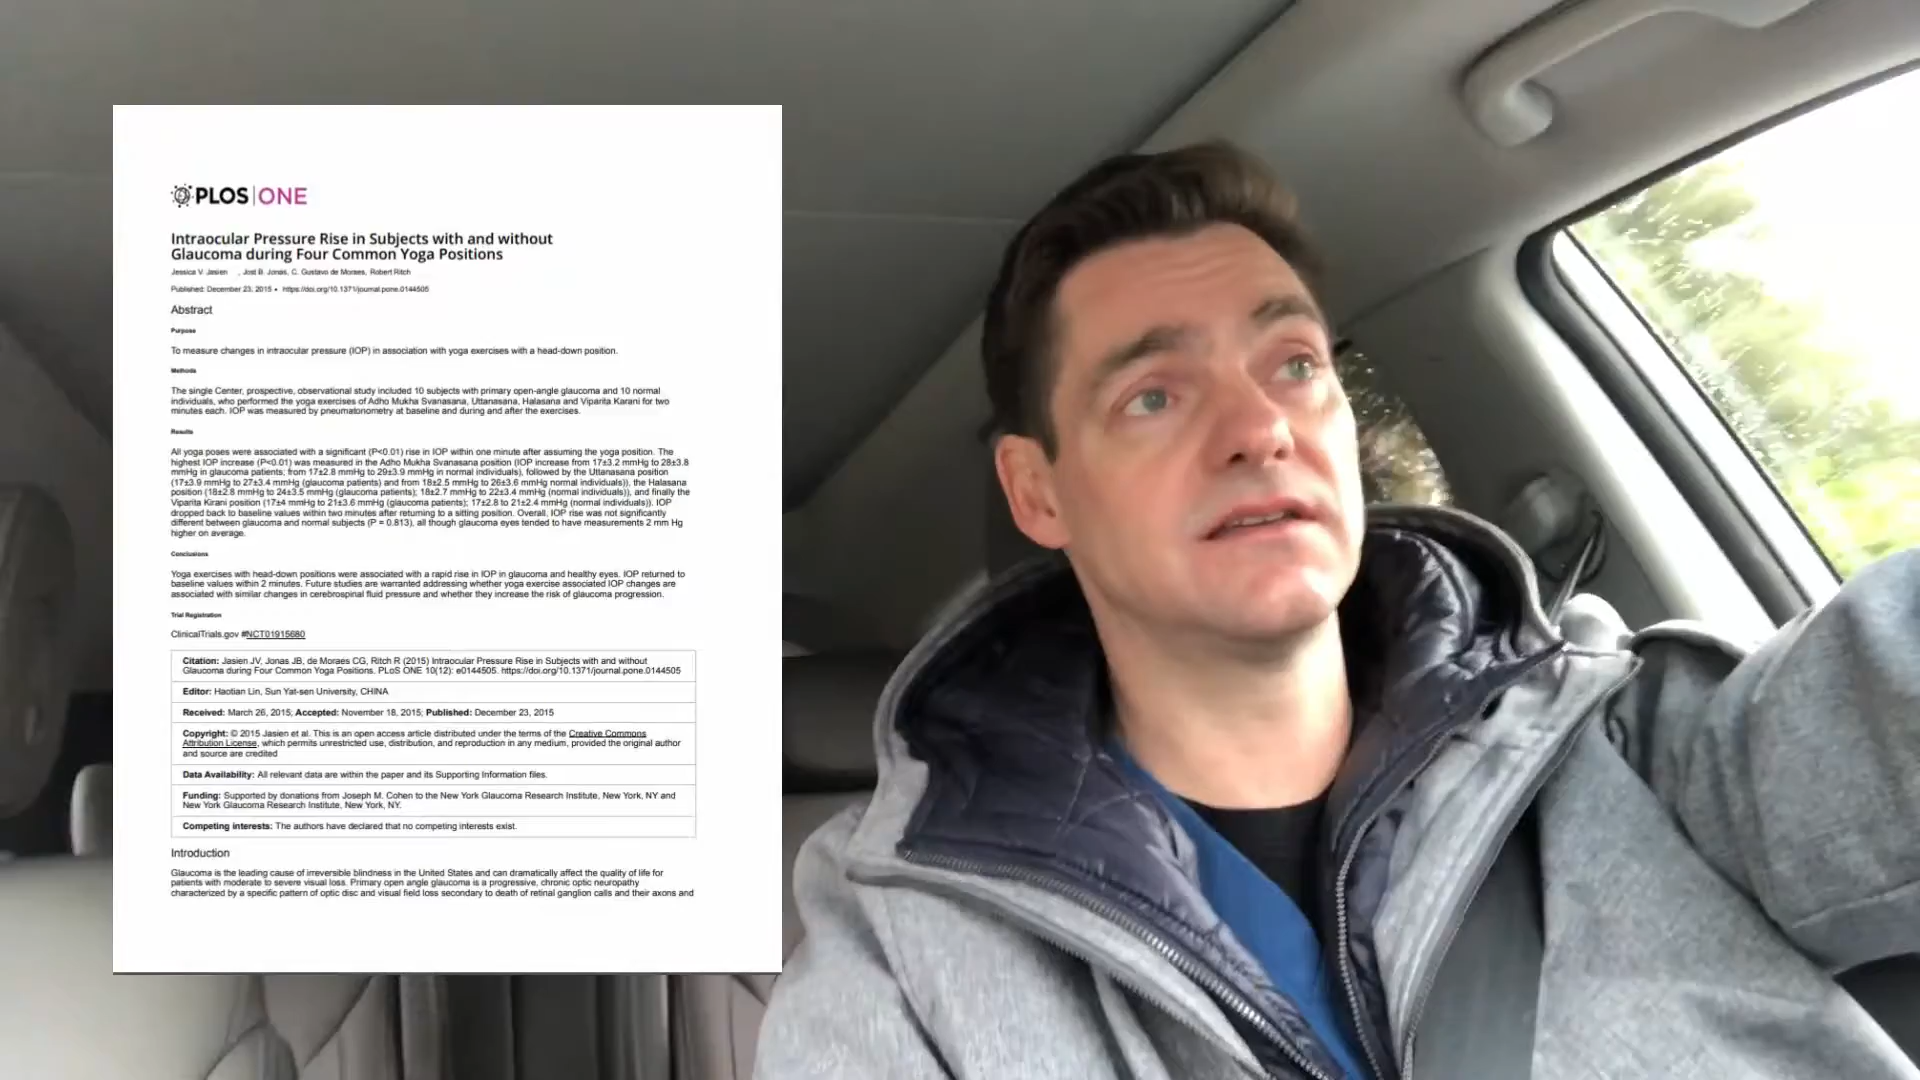 PLOS ONE
Intraocular Pressure Rise in Subjects with and without
Glaucoma during Four Common Yoga Positions
Jessica V. Jasien , Jost B. Jonas, C. Gustavo de Moraes, Robert Ritch
Published: December 23, 2015 • https://doi.org/10.1371/journal.pone.0144505
Abstract
Purpose
To measure changes in intraocular pressure (IOP) in association with yoga exercises with a head-down position.
Methods
The single Center, prospective, observational study included 10 subjects with primary open-angle glaucoma and 10 normal
individuals, who performed the yoga exercises of Adho Mukha Svanasana, Uttanasana, Halasana and Viparita Karani for two
minutes each. IOP was measured by pneumatonometry at baseline and during and after the exercises.
Results
All yoga poses were associated with a significant (P<0.01) rise in IOP within one minute after assuming the yoga position. The
highest IOP increase (P<0.01) was measured in the Adho Mukha Svanasana position (IOP increase from 17±3.2 mmHg to 28±3.8
mmHg in glaucoma patients; from 17±2.8 mmHg to 29±3.9 mmHg in normal individuals), followed by the Uttanasana position
(17±3.9 mmHg to 27±3.4 mmHg (glaucoma patients) and from 18±2.5 mmHg to 26±3.6 mmHg normal individuals)), the Halasana
position (18±2.8 mmHg to 24±3.5 mmHg (glaucoma patients); 18±2.7 mmHg to 22±3.4 mmHg (normal individuals)), and finally the
Viparita Kirani position (17±4 mmHg to 21±3.6 mmHg (glaucoma patients); 17±2.8 to 21±2.4 mmHg (normal individuals)). IOP
dropped back to baseline values within two minutes after returning to a sitting position. Overall, IOP rise was not significantly
different between glaucoma and normal subjects (P = 0.813), all though glaucoma eyes tended to have measurements 2 mm Hg
higher on average.
Conclusions
Yoga exercises with head-down positions were associated with a rapid rise in IOP in glaucoma and healthy eyes. IOP returned to
baseline values within 2 minutes. Future studies are warranted addressing whether yoga exercise associated IOP changes are
associated with similar changes in cerebrospinal fluid pressure and whether they increase the risk of glaucoma progression.
Trial Registration
ClinicalTrials.gov #NCT01915680
Citation: Jasien JV, Jonas JB, de Moraes CG, Ritch R (2015) Intraocular Pressure Rise in Subjects with and without
Glaucoma during Four Common Yoga Positions. PLoS ONE 10(12): e0144505. https://doi.org/10.1371/journal.pone.0144505
Editor: Haotian Lin, Sun Yat-sen University, CHINA
Received: March 26, 2015; Accepted: November 18, 2015; Published: December 23, 2015
Copyright: © 2015 Jasien et al. This is an open access article distributed under the terms of the Creative Commons
Attribution License, which permits unrestricted use, distribution, and reproduction in any medium, provided the original author
and source are credited
Data Availability: All relevant data are within the paper and its Supporting Information files.
Funding: Supported by donations from Joseph M. Cohen to the New York Glaucoma Research Institute, New York, NY and
New York Glaucoma Research Institute, New York, NY.
Competing interests: The authors have declared that no competing interests exist.
Introduction
Glaucoma is the leading cause of irreversible blindness in the United States and can dramatically affect the quality of life for
patients with moderate to severe visual loss. Primary open angle glaucoma is a progressive, chronic optic neuropathy
characterized by a specific pattern of optic disc and visual field loss secondary to death of retinal ganglion calls and their axons and